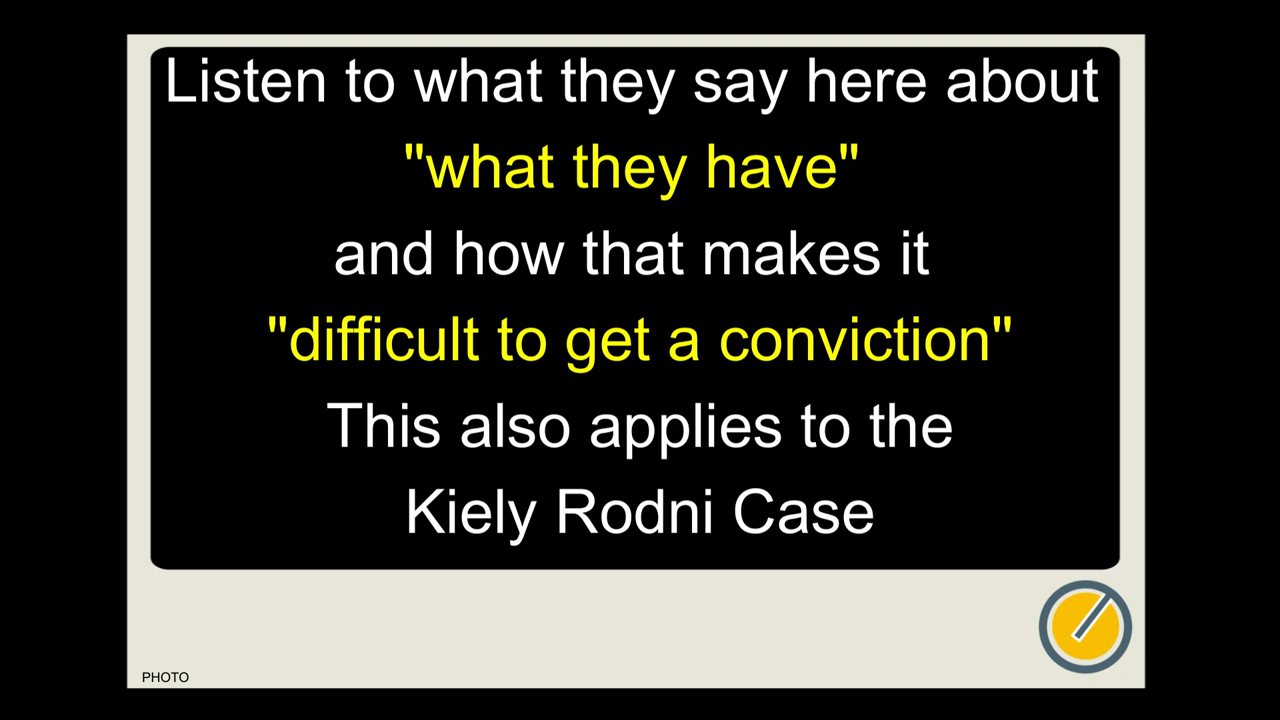 Listen to what they say here about
"what they have"
and how that makes it
"difficult to get a conviction"
This also applies to the
Kiely Rodni Case
PHOTO